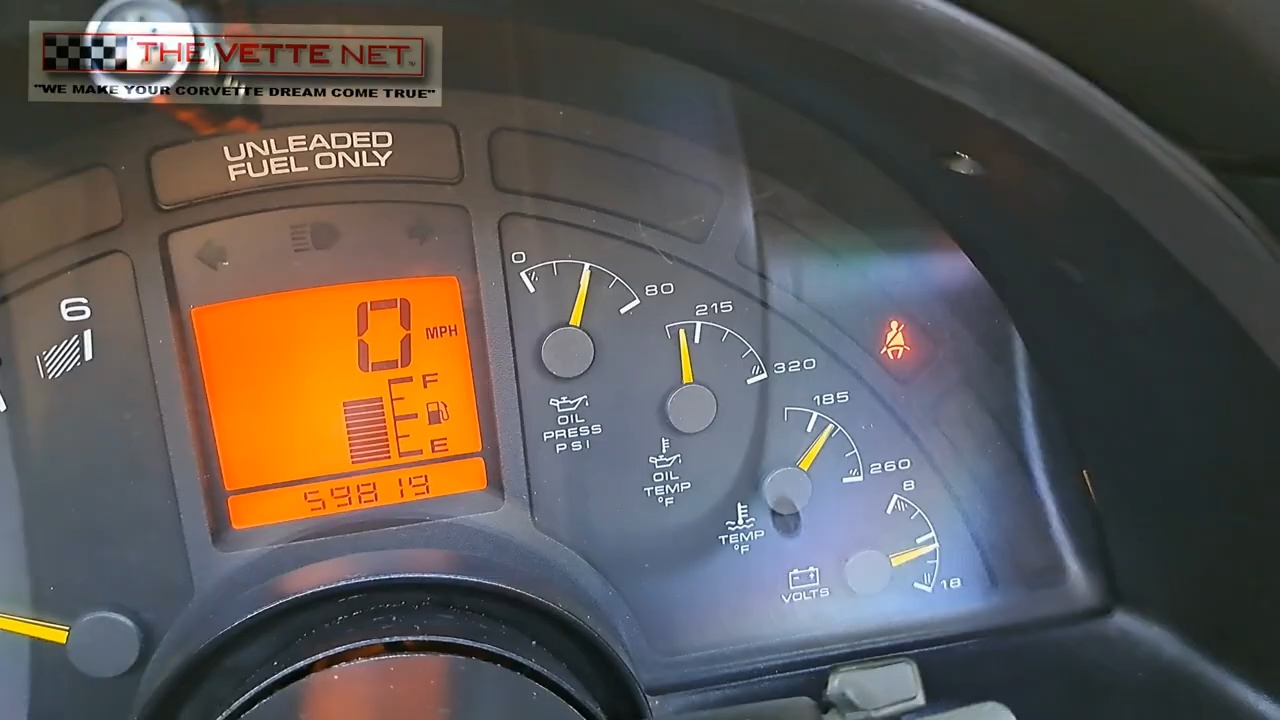 THE VETTE NET
"WE MAKE YOUR CORVETTE DREAM COME TRUE"
UNLEADED
FUEL ONLY
6
0 MPH
F
E
59819
0
80
OIL
PRESS
PSI
215
320
OIL
TEMP
°F
185
260
TEMP
°F
8
18
VOLTS